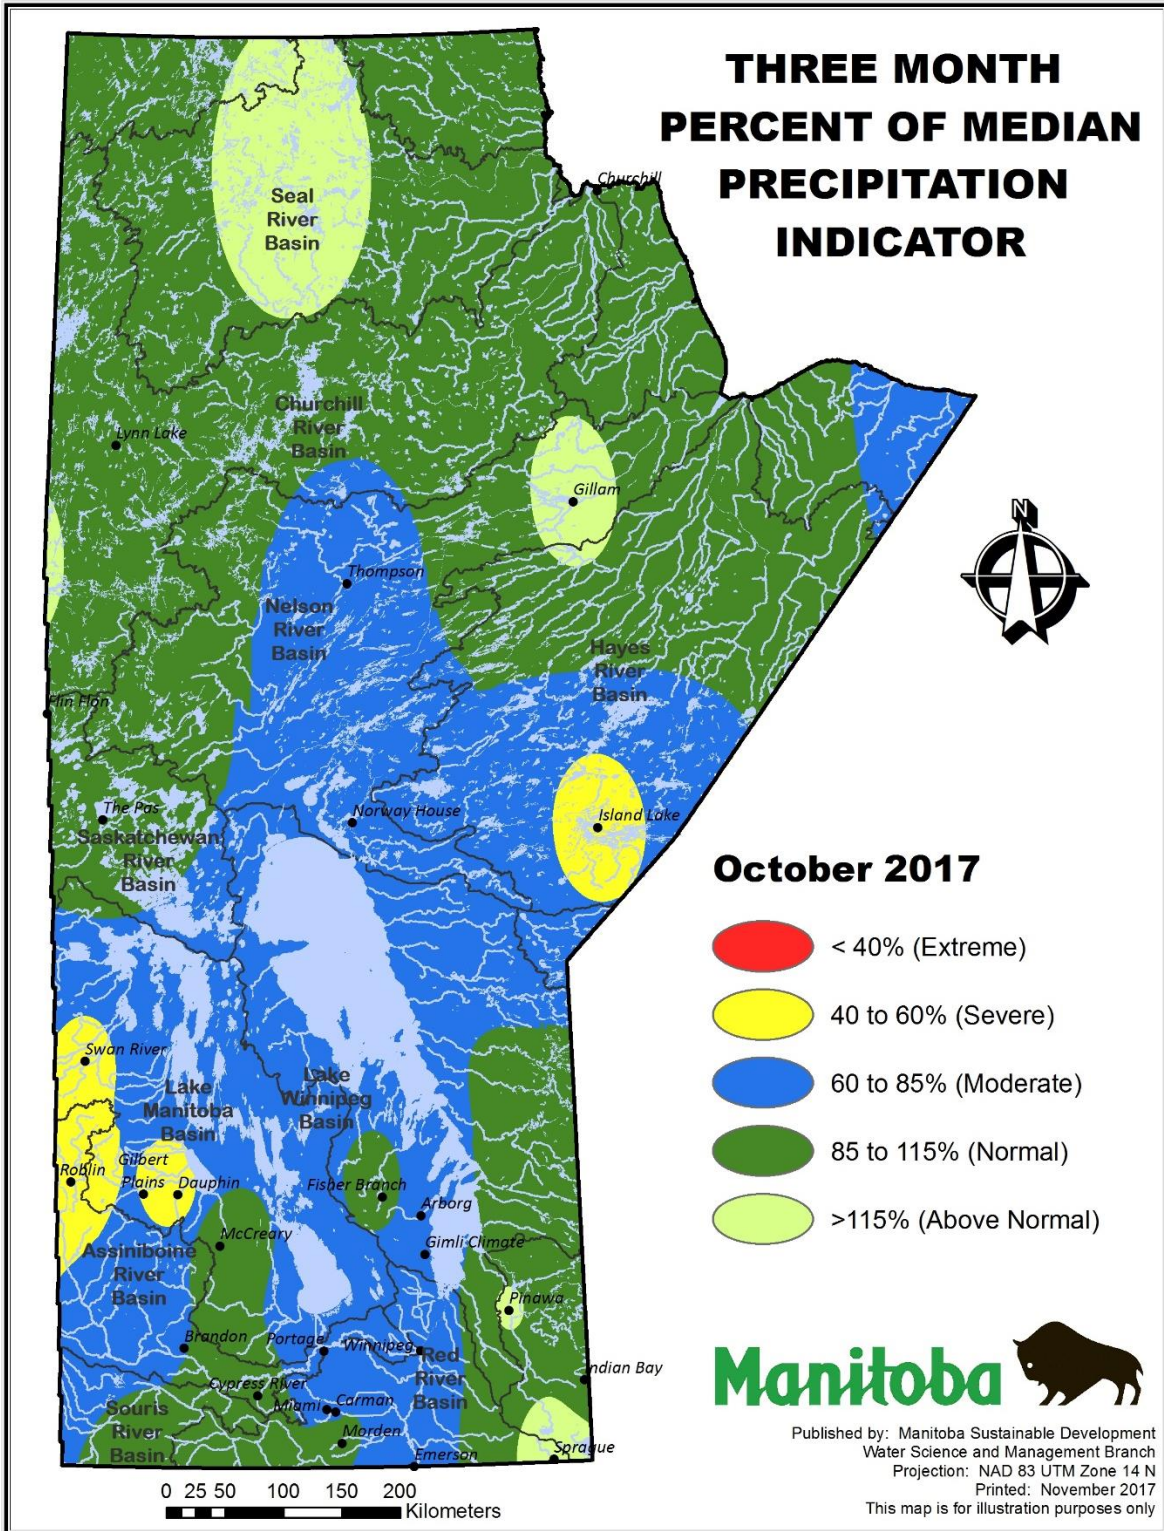 THREE MONTH
PERCENT OF MEDIAN
PRECIPITATION
INDICATOR
Churchill
Seal
River
Basin
Churchill
River
Basin
Lynn Lake
Gillam
Thompson
Nelson
River
Basin
Hayes
River
Basin
Flin Flon
The Pas
Saskatchewan
River
Basin
Norway House
Island Lake
N
October 2017
< 40% (Extreme)
40 to 60% (Severe)
60 to 85% (Moderate)
85 to 115% (Normal)
>115% (Above Normal)
Swan River
Lake
Manitoba
Basin
Lake
Winnipeg
Basin
Roblin
Gilbert
Plains
Dauphin
Fisher Branch
Arborg
McCreary
Gimli Climate
Assiniboine
River
Basin
Pinawa
Brandon
Portage
Winnipeg
Red
River
Basin
Indian Bay
Cypress River
Miami
Carman
Souris
River
Basin
Morden
Emerson
Sprague
0 25 50 100 150 200
Kilometers
Manitoba
Published by: Manitoba Sustainable Development
Water Science and Management Branch
Projection: NAD 83 UTM Zone 14 N
Printed: November 2017
This map is for illustration purposes only